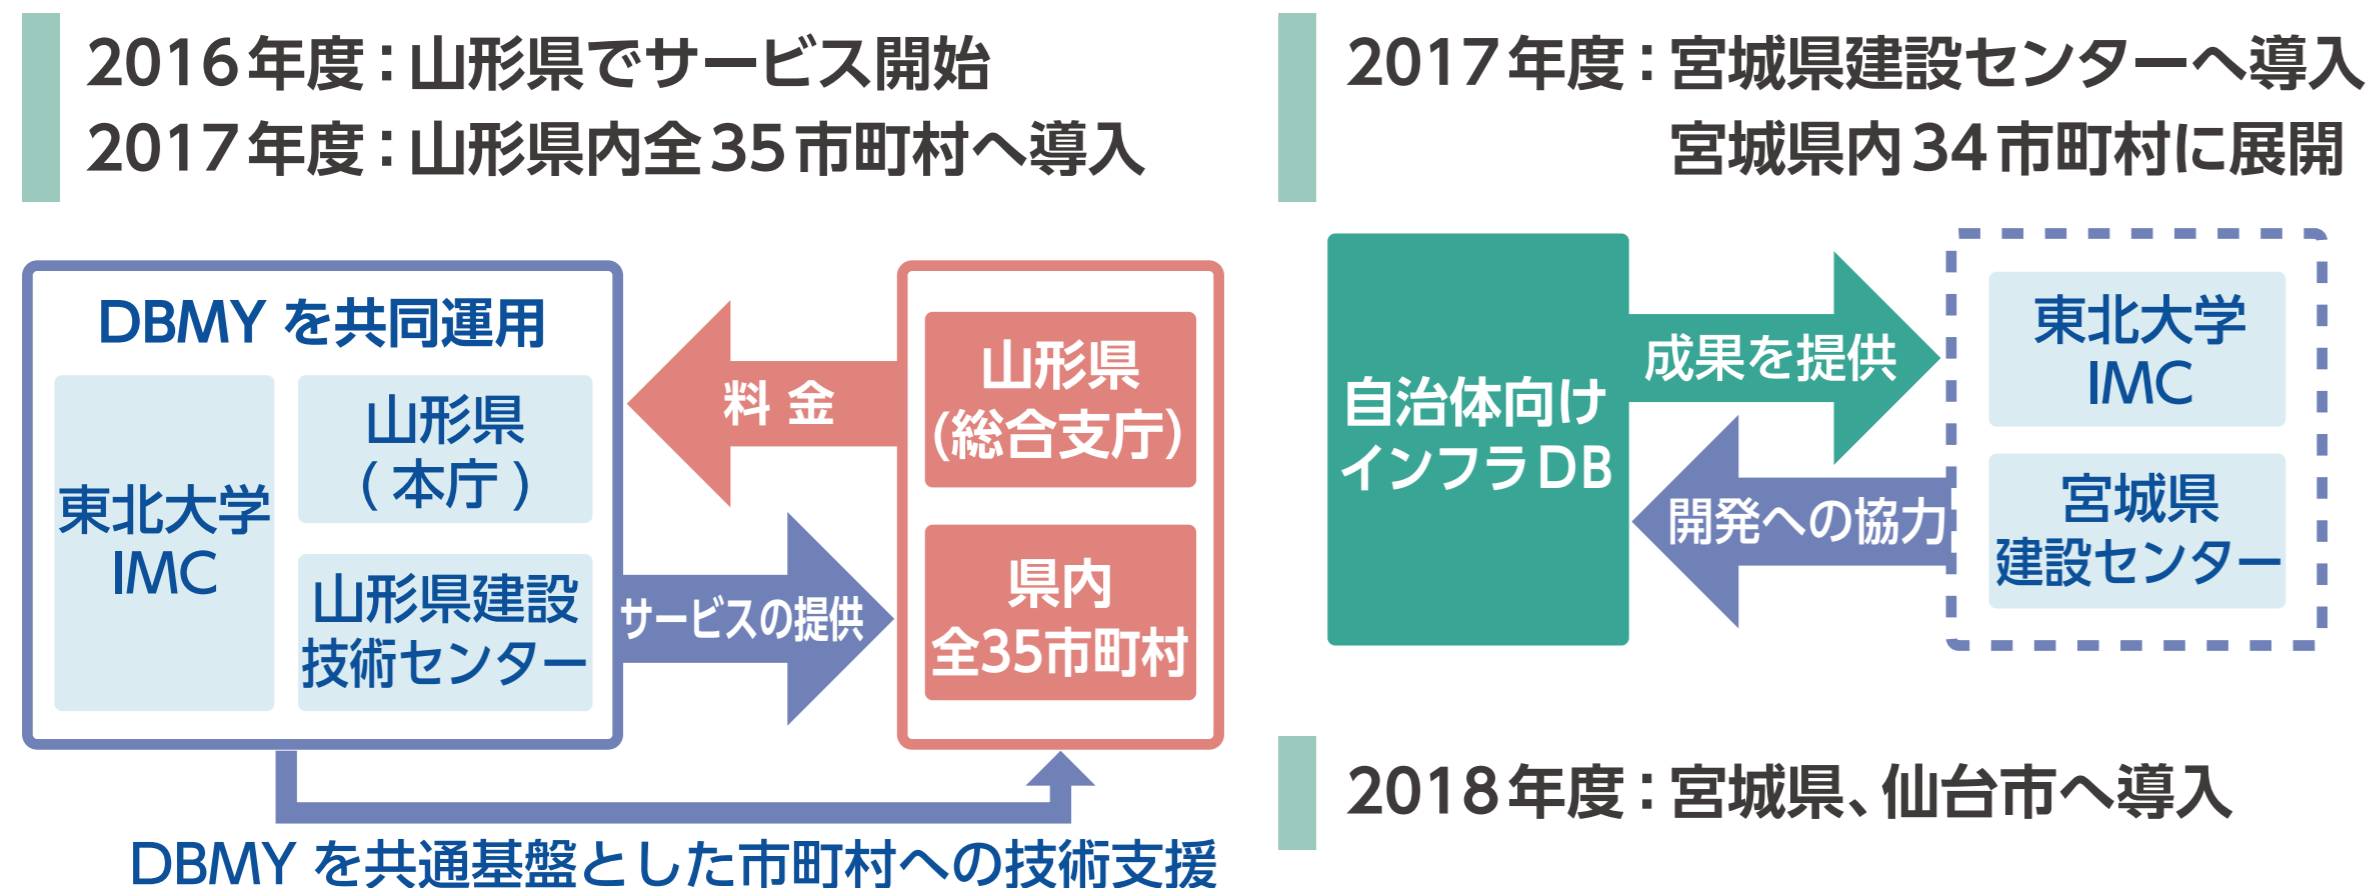 2016年度：山形県でサービス開始
2017年度：山形県内全35市町村へ導入
DBMY を共同運用
東北大学
IMC
山形県
(本庁)
山形県建設
技術センター
料 金
サービスの提供
山形県
(総合支庁)
県内
全35市町村
DBMY を共通基盤とした市町村への技術支援
2017年度：宮城県建設センターへ導入
宮城県内34市町村に展開
自治体向け
インフラDB
成果を提供
開発への協力
東北大学
IMC
宮城県
建設センター
2018年度：宮城県、仙台市へ導入